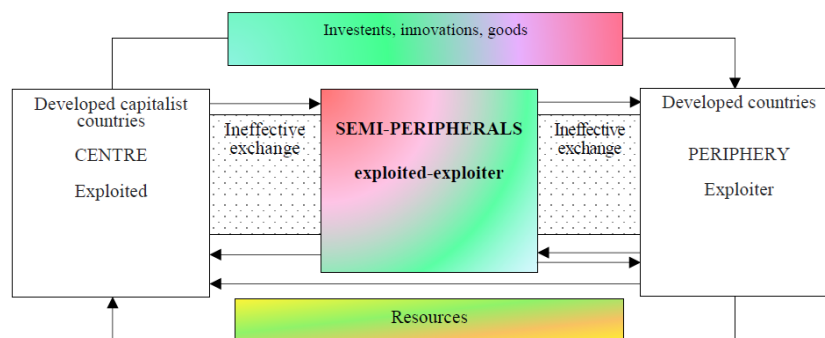 Investents, innovations, goods
Developed capitalist
countries
CENTRE
Exploited
Ineffective
exchange
SEMI-PERIPHERALS
exploited-exploiter
Ineffective
exchange
Developed countries
PERIPHERY
Exploiter
Resources